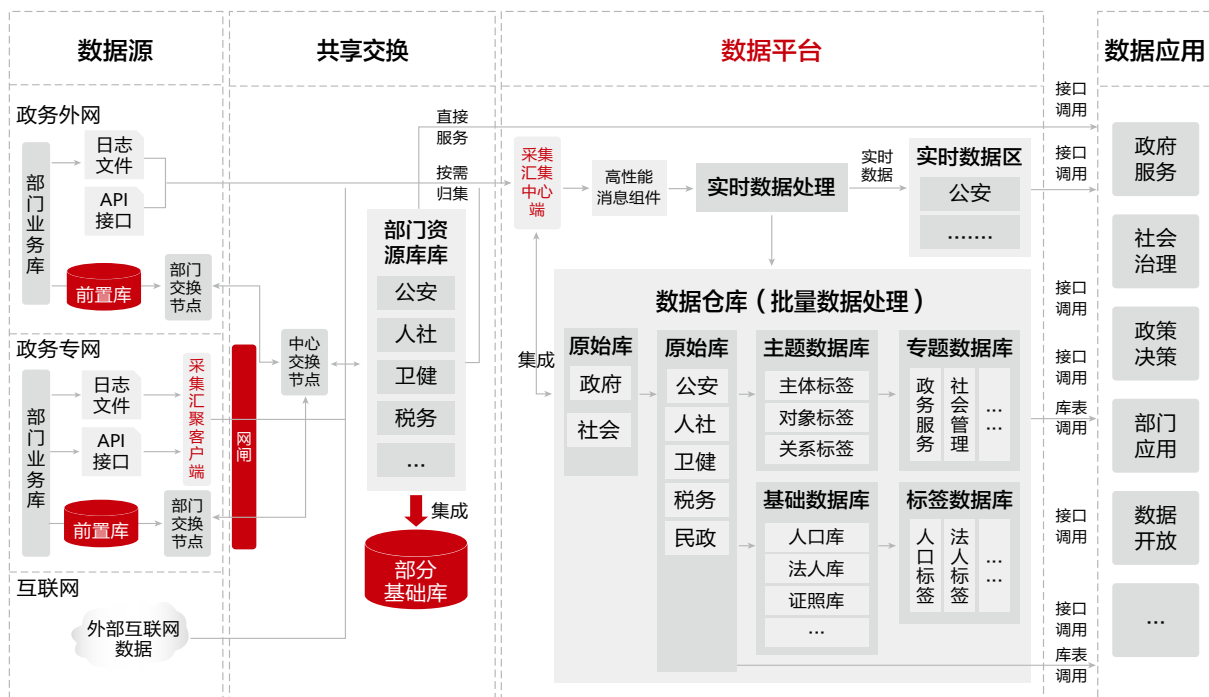 数据源
共享交换
数据平台
数据应用
政务外网
部门业务库
日志
文件
API
接口
前置库
部门
交换
节点
政务专网
部门业务库
日志
文件
API
接口
采集汇聚客户端
前置库
部门
交换
节点
网闸
互联网
外部互联网
数据
中心
交换
节点
直接
服务
按需
归集
部门资
源库库
公安
人社
卫健
税务
...
集成
部分
基础库
采集
汇集
中心
端
高性能
消息组件
实时数据处理
实时
数据
实时数据区
公安
.......
集成
数据仓库（批量数据处理）
原始库
政府
社会
原始库
公安
人社
卫健
税务
民政
主题数据库
主体标签
对象标签
关系标签
专题数据库
政务服务
社会管理
...
...
基础数据库
人口库
法人库
证照库
...
标签数据库
人口标签
法人标签
...
...
接口
调用
接口
调用
接口
调用
接口
调用
库表
调用
接口
调用
接口
调用
库表
调用
政府
服务
社会
治理
政策
决策
部门
应用
数据
开放
...